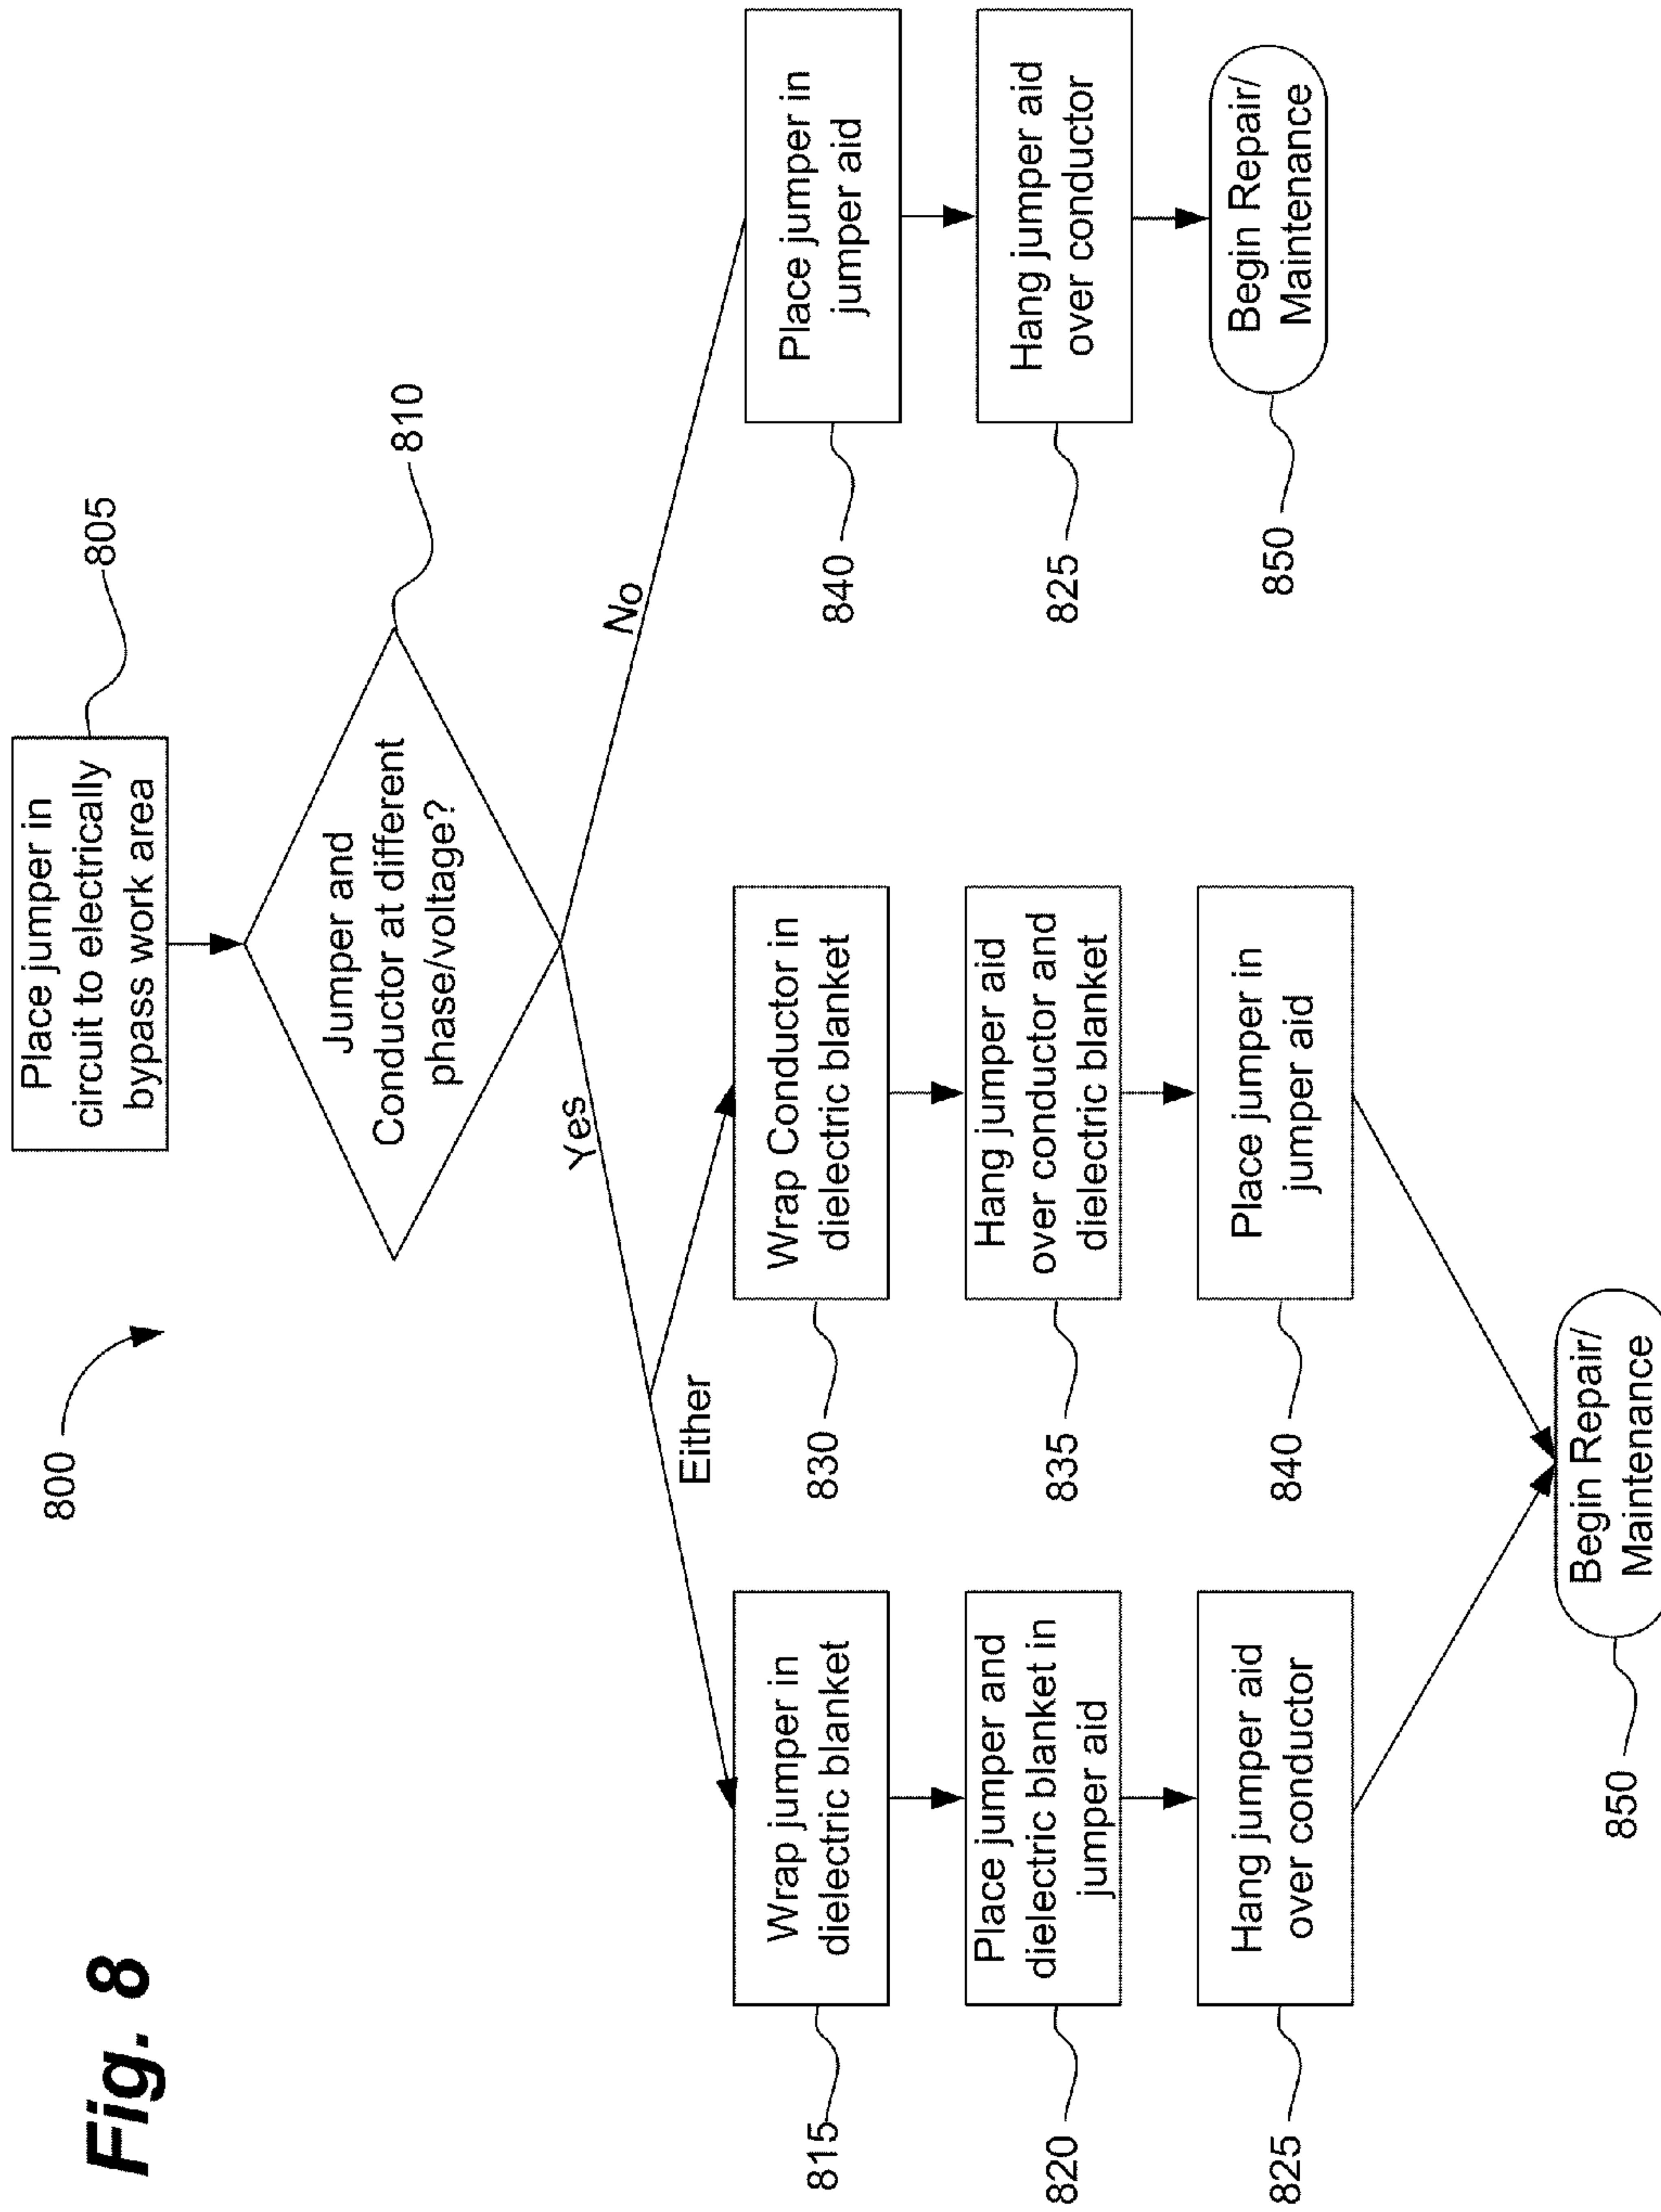 Fig. 8
800
Place jumper in
circuit to electrically
bypass work area
805
Jumper and
Conductor at different
phase/voltage?
810
Yes
No
Either
Wrap jumper in
dielectric blanket
815
Place jumper and
dielectric blanket in
jumper aid
820
Hang jumper aid
over conductor
825
Wrap Conductor in
dielectric blanket
830
Hang jumper aid
over conductor and
dielectric blanket
835
Place jumper in
jumper aid
840
Begin Repair/
Maintenance
850
Place jumper in
jumper aid
840
Hang jumper aid
over conductor
825
Begin Repair/
Maintenance
850